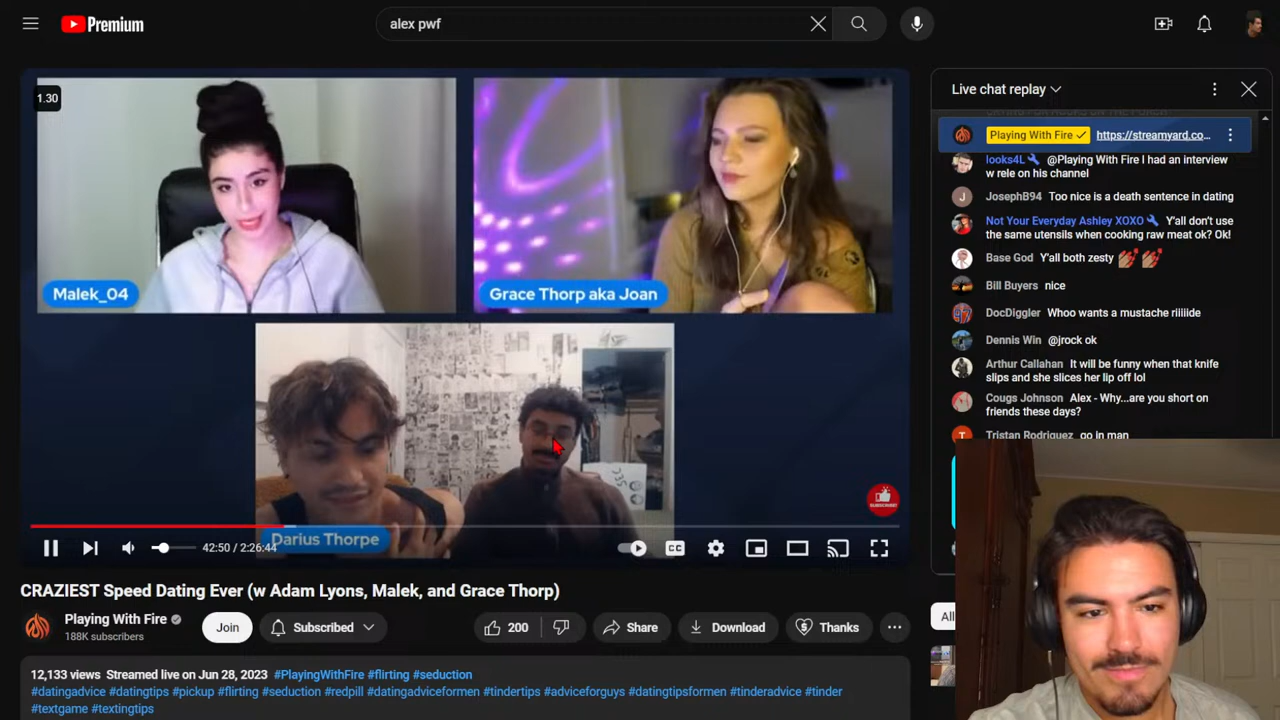 Premium
alex pwf
1.30
Malek_04
Grace Thorp aka Joan
Darius Thorpe
SUBSCRIBE!
42:50 / 2:26:44
CC
CRAZIEST Speed Dating Ever (w Adam Lyons, Malek, and Grace Thorp)
Playing With Fire
188K subscribers
Join
Subscribed
200
Share
Download
Thanks
12,133 views Streamed live on Jun 28, 2023 #PlayingWithFire #flirting #seduction
#datingadvice #datingtips #pickup #flirting #seduction #redpill #datingadviceformen #tindertips #adviceforguys #datingtipsformen #tinderadvice #tinder
#textgame #textingtips
Live chat replay
Playing With Fire https://streamyard.co...
looks4L @Playing With Fire I had an interview
w rele on his channel
J
JosephB94 Too nice is a death sentence in dating
Not Your Everyday Ashley XOXO Y'all don't use
the same utensils when cooking raw meat ok? Ok!
Base God Y'all both zesty
Bill Buyers nice
DocDiggler Whoo wants a mustache riiiide
Dennis Win @jrock ok
Arthur Callahan It will be funny when that knife
slips and she slices her lip off lol
Cougs Johnson Alex - Why...are you short on
friends these days?
T
Tristan Rodriguez go in man
All